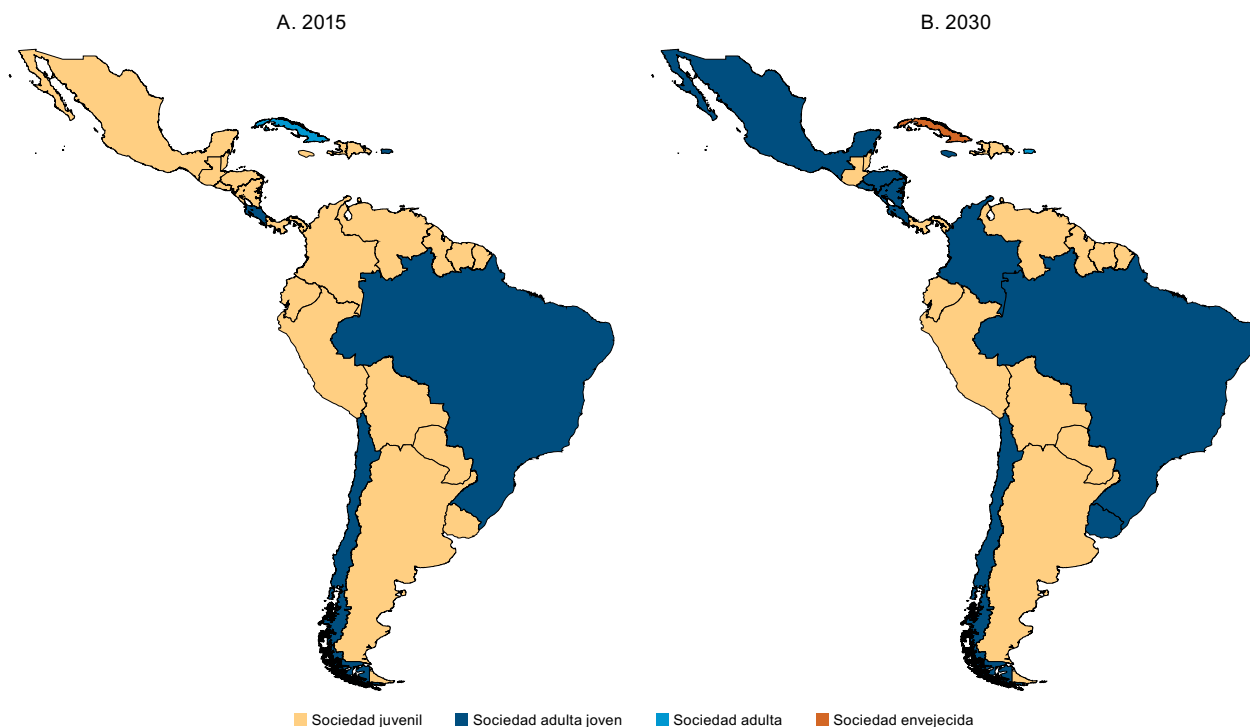 A. 2015
B. 2030
Sociedad juvenil
Sociedad adulta joven
Sociedad adulta
Sociedad envejecida